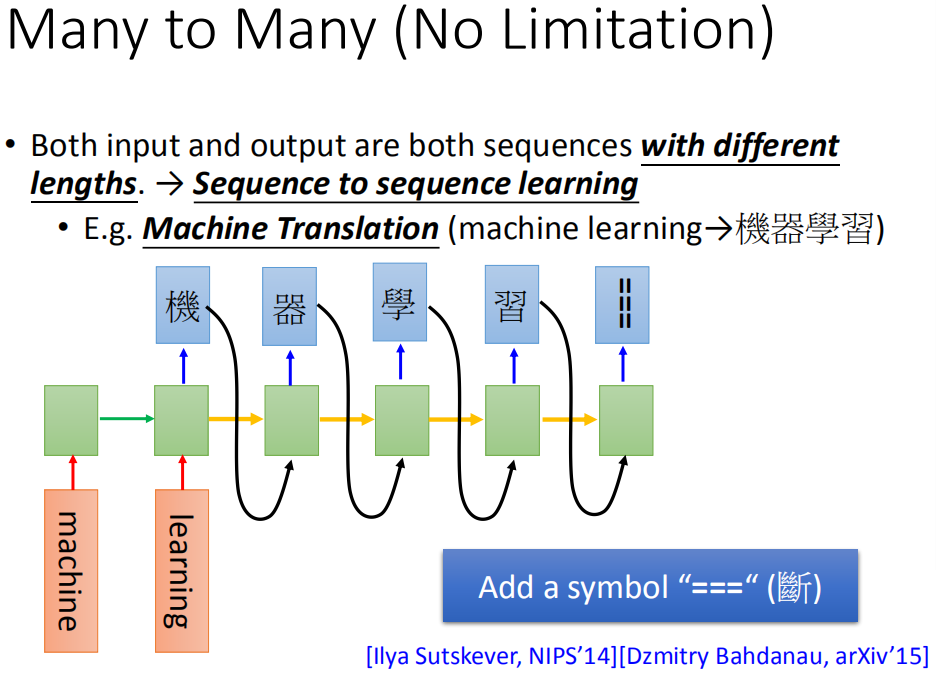 Many to Many (No Limitation)
• Both input and output are both sequences with different
lengths. → Sequence to sequence learning
• E.g. Machine Translation (machine learning→機器學習)
機
器
學
習
===
machine
learning
Add a symbol “===“ (斷)
[Ilya Sutskever, NIPS’14][Dzmitry Bahdanau, arXiv’15]